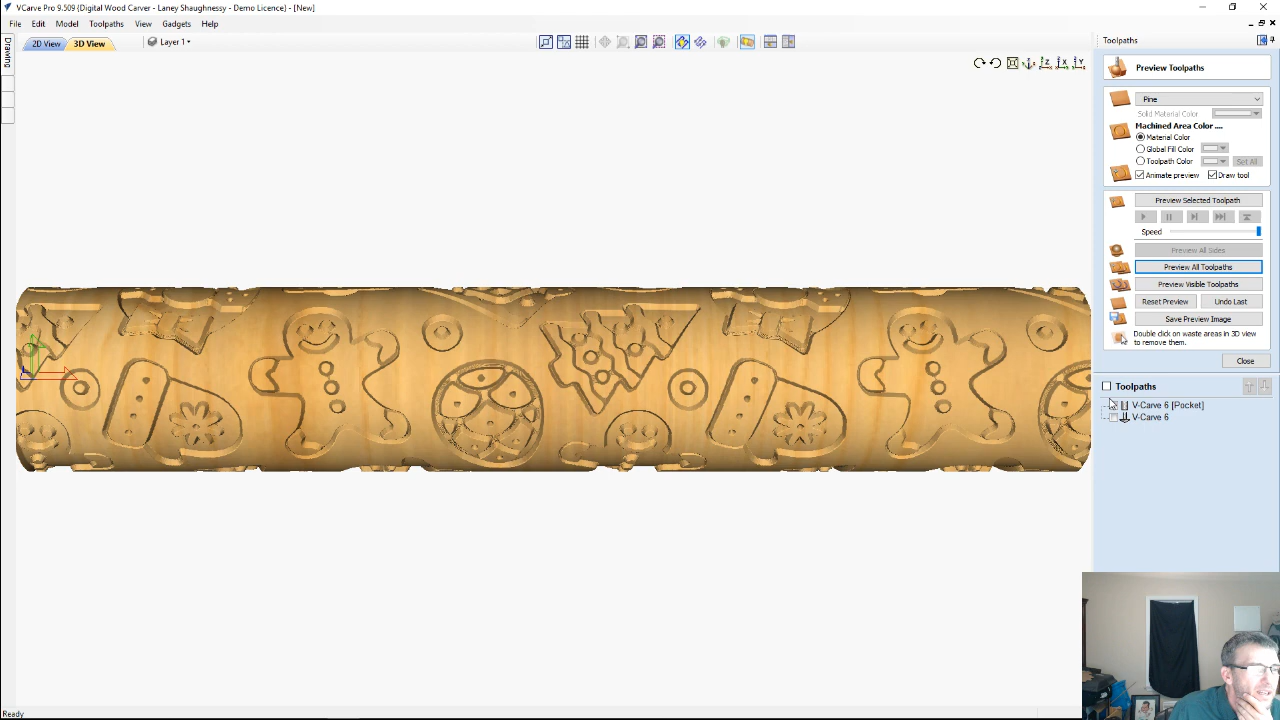 VCarve Pro 9.509 {Digital Wood Carver - Laney Shaughnessy - Demo Licence} - [New]
File Edit Model Toolpaths View Gadgets Help
Drawing
2D View 3D View Layer 1
Toolpaths
Preview Toolpaths
Pine
Solid Material Color
Machined Area Color ....
Material Color
Global Fill Color
Toolpath Color Set All
Animate preview Draw tool
Preview Selected Toolpath
Speed
Preview All Sides
Preview All Toolpaths
Preview Visible Toolpaths
Reset Preview Undo Last
Save Preview Image
Double click on waste areas in 3D view
to remove them.
Close
Toolpaths
V-Carve 6 [Pocket]
V-Carve 6
Ready